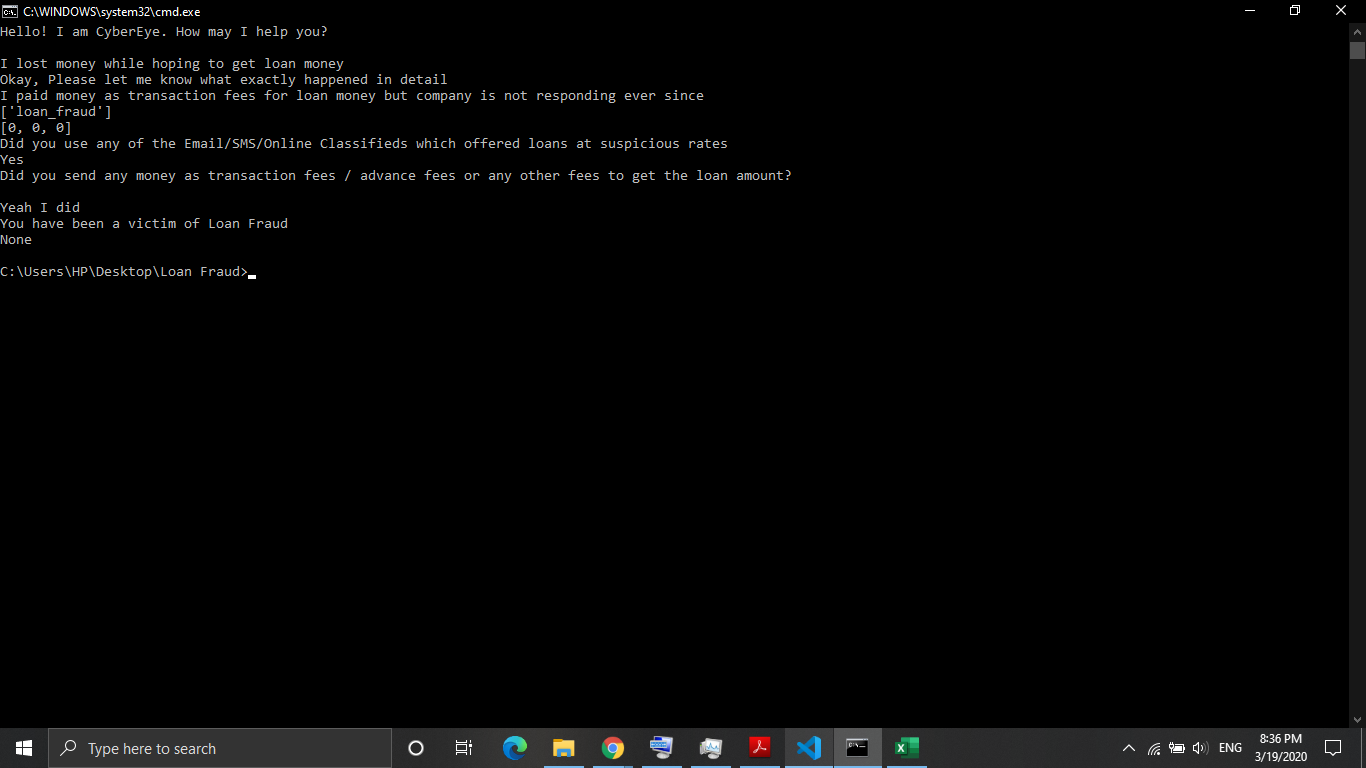 C:\WINDOWS\system32\cmd.exe
Hello! I am CyberEye. How may I help you?
I lost money while hoping to get loan money
Okay, Please let me know what exactly happened in detail
I paid money as transaction fees for loan money but company is not responding ever since
['loan_fraud']
[0, 0, 0]
Did you use any of the Email/SMS/Online Classifieds which offered loans at suspicious rates
Yes
Did you send any money as transaction fees / advance fees or any other fees to get the loan amount?
Yeah I did
You have been a victim of Loan Fraud
None
C:\Users\HP\Desktop\Loan Fraud>
Type here to search
ENG
8:36 PM
3/19/2020